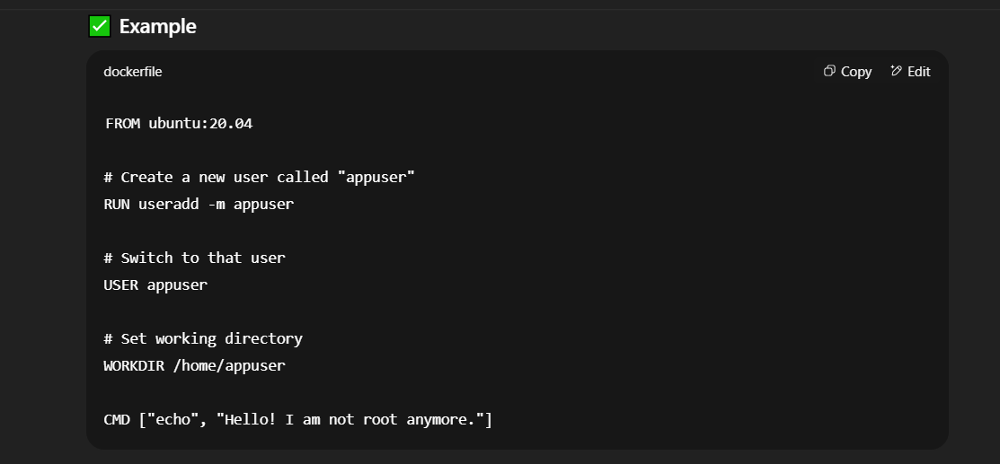 ✅ Example
dockerfile
Copy
Edit
FROM ubuntu:20.04
# Create a new user called "appuser"
RUN useradd -m appuser
# Switch to that user
USER appuser
# Set working directory
WORKDIR /home/appuser
CMD ["echo", "Hello! I am not root anymore."]